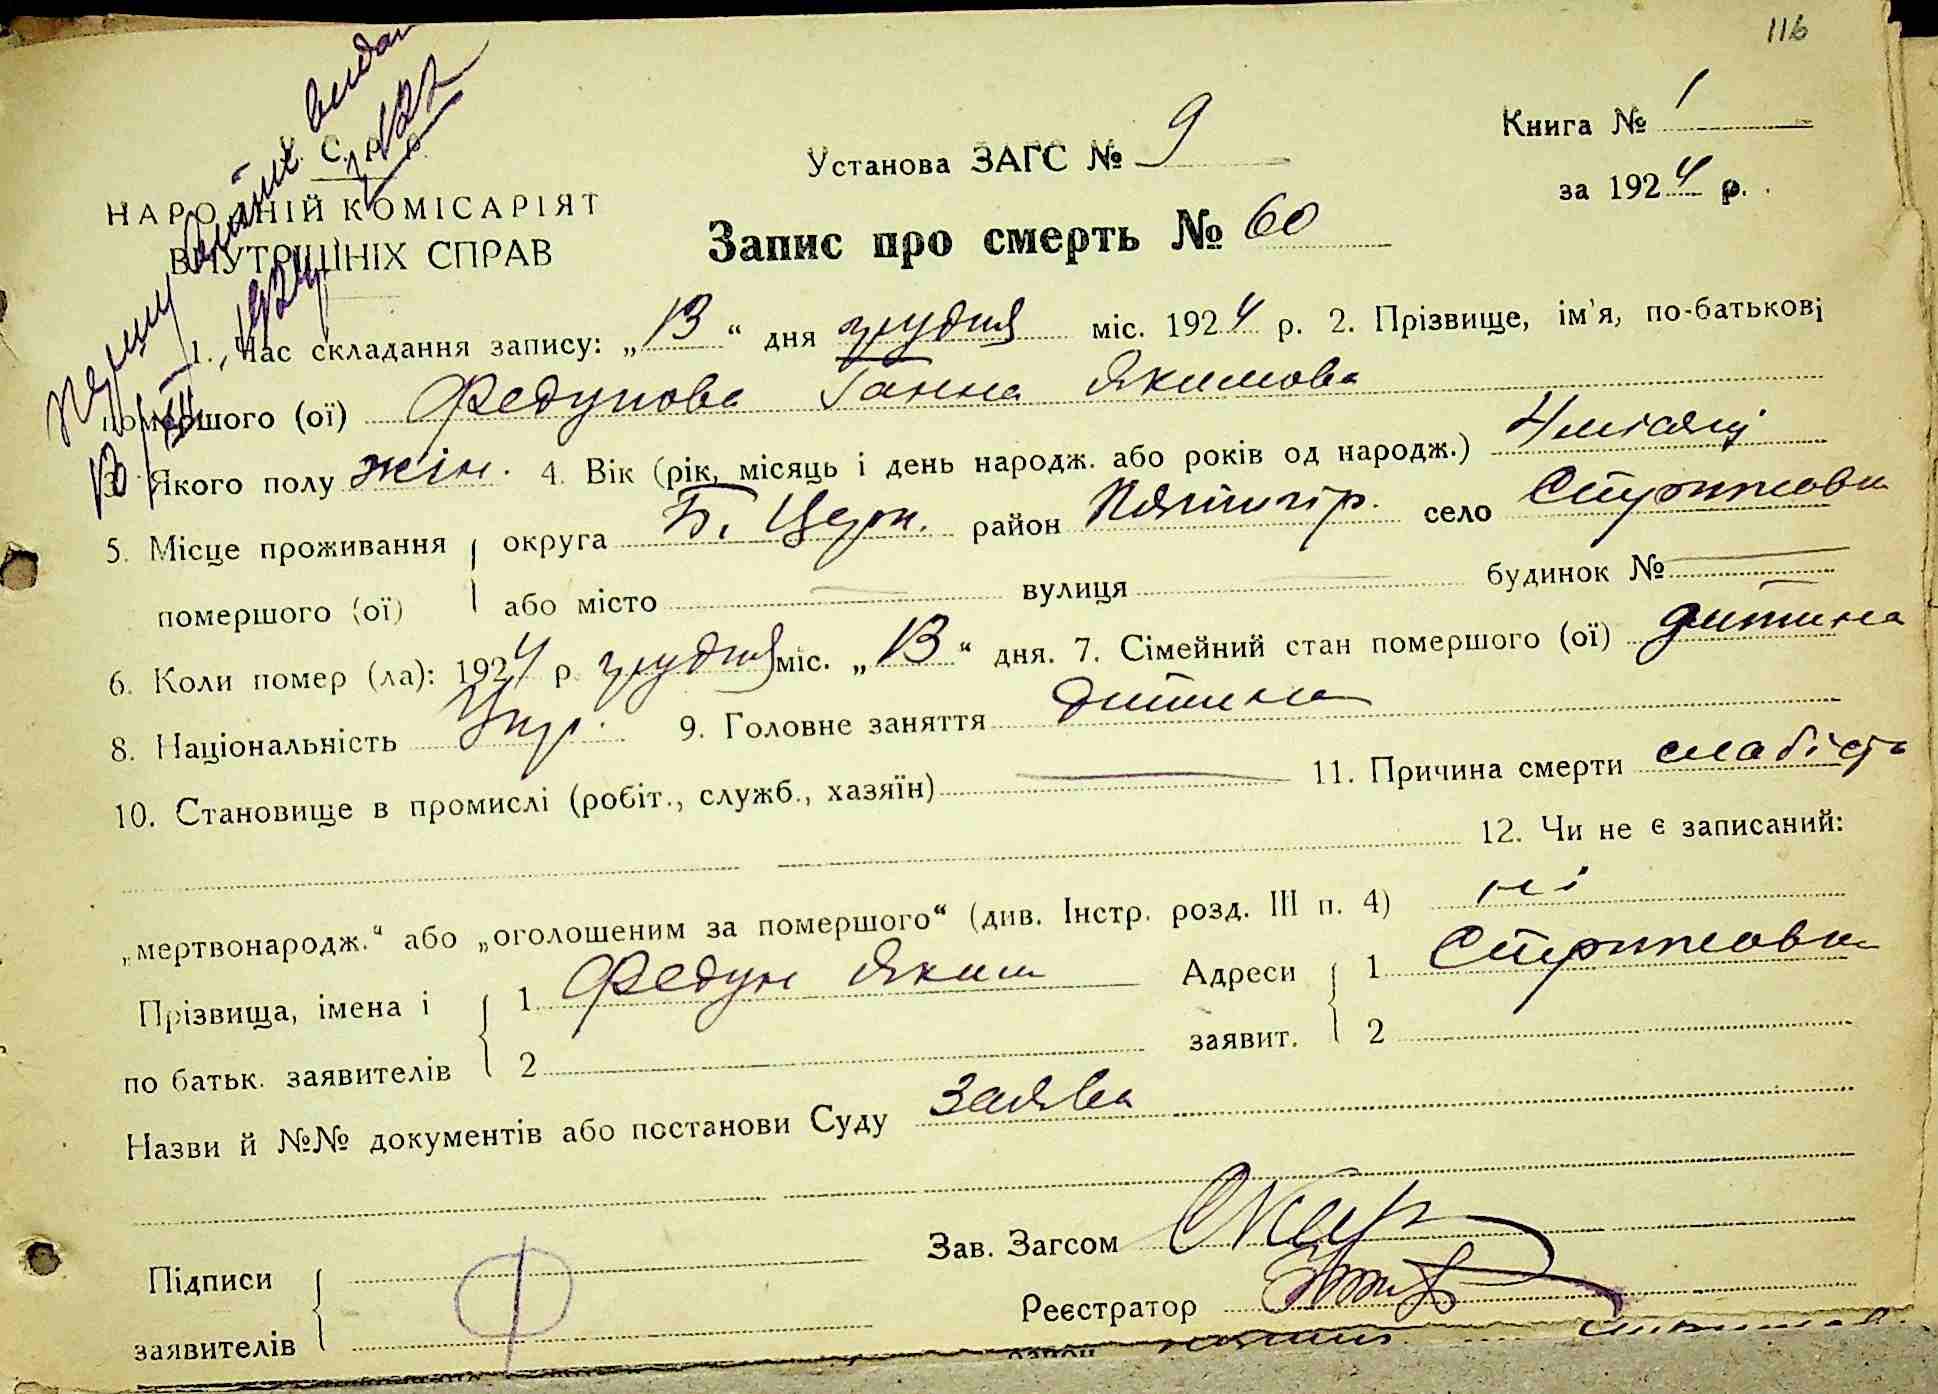 116
У. С. Р. Р.
НАРОДНІЙ КОМІСАРІЯТ
ВНУТРІШНІХ СПРАВ
Установа ЗАГС № 9
Книга № 1
за 1924 р.
Запис про смерть № 60
1. Час складання запису: „13“ дня грудня міс. 1924 р. 2. Прізвище, ім'я, по-батькові
помершого (ої) Федунова Ганна Якимова
3. Якого полу жін. 4. Вік (рік, місяць і день народж. або років од народж.) 4 місяці
5. Місце проживання округа Б. Церк. район Пятигір. село Стрижовка
помершого (ої) або місто — вулиця — будинок № —
6. Коли помер (ла): 1924 р. грудня міс. „13“ дня. 7. Сімейний стан помершого (ої) дитина
8. Національність Укр. 9. Головне заняття дитина
10. Становище в промислі (робіт., служб., хазяїн) — 11. Причина смерти слабість
12. Чи не є записаний:
„мертвонародж.“ або „оголошеним за помершого“ (див. Інстр. розд. III п. 4) ні
Прізвища, імена і 1 Федун Яким Адреси 1 Стрижовка
по батьк. заявителів 2 заявит. 2
Назви й №№ документів або постанови Суду заява
Зав. Загсом
Підписи
Реєстратор
заявителів